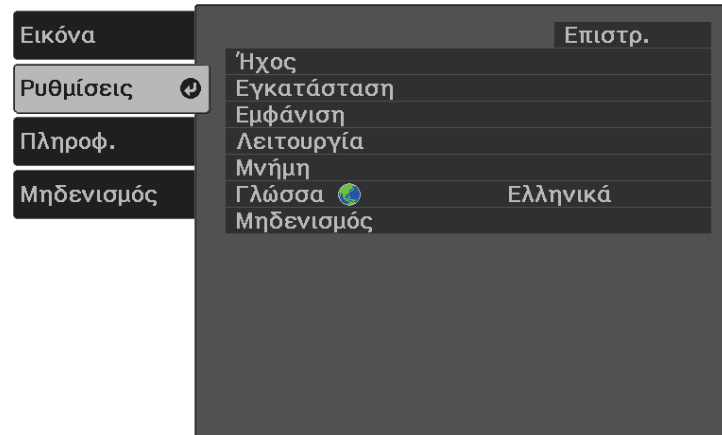 Εικόνα
Ρυθμίσεις
Πληροφ.
Μηδενισμός
Επιστρ.
Ήχος
Εγκατάσταση
Εμφάνιση
Λειτουργία
Μνήμη
Γλώσσα Ελληνικά
Μηδενισμός